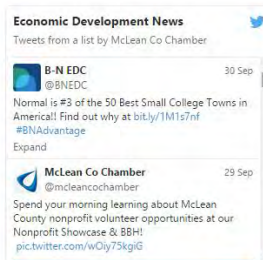 Economic Development News
Tweets from a list by McLean Co Chamber
B-N EDC 30 Sep
@BNEDC
Normal is #3 of the 50 Best Small College Towns in
America!! Find out why at bit.ly/1M1s7nf
#BNAdvantage
Expand
McLean Co Chamber 29 Sep
@mcleancochamber
Spend your morning learning about McLean
County nonprofit volunteer opportunities at our
Nonprofit Showcase & BBH!
pic.twitter.com/wOiy75kgiG